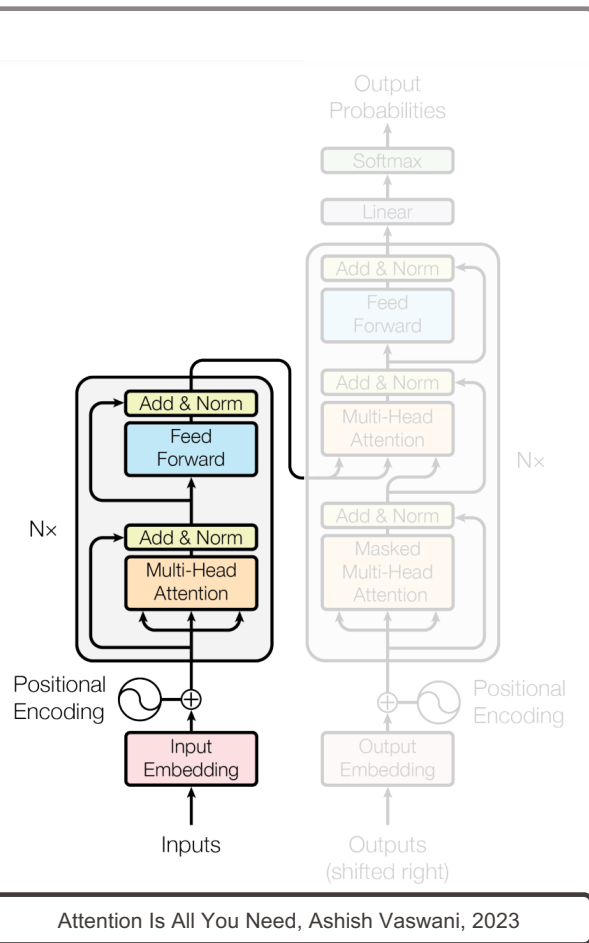 Output
Probabilities
Softmax
Linear
Add & Norm
Feed
Forward
Add & Norm
Multi-Head
Attention
Nx
Add & Norm
Masked
Multi-Head
Attention
Positional
Encoding
Output
Embedding
Outputs
(shifted right)
Add & Norm
Feed
Forward
Nx
Add & Norm
Multi-Head
Attention
Positional
Encoding
Input
Embedding
Inputs
Attention Is All You Need, Ashish Vaswani, 2023